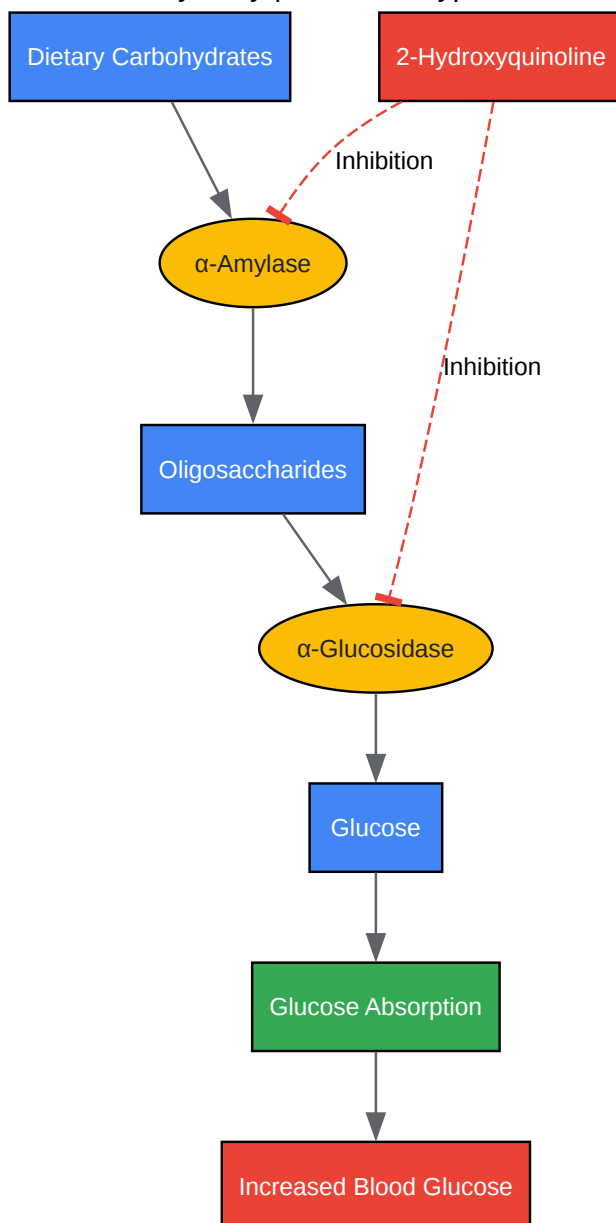 Dietary Carbohydrates
2-Hydroxyquinoline
Inhibition
α-Amylase
Inhibition
Oligosaccharides
α-Glucosidase
Glucose
Glucose Absorption
Increased Blood Glucose